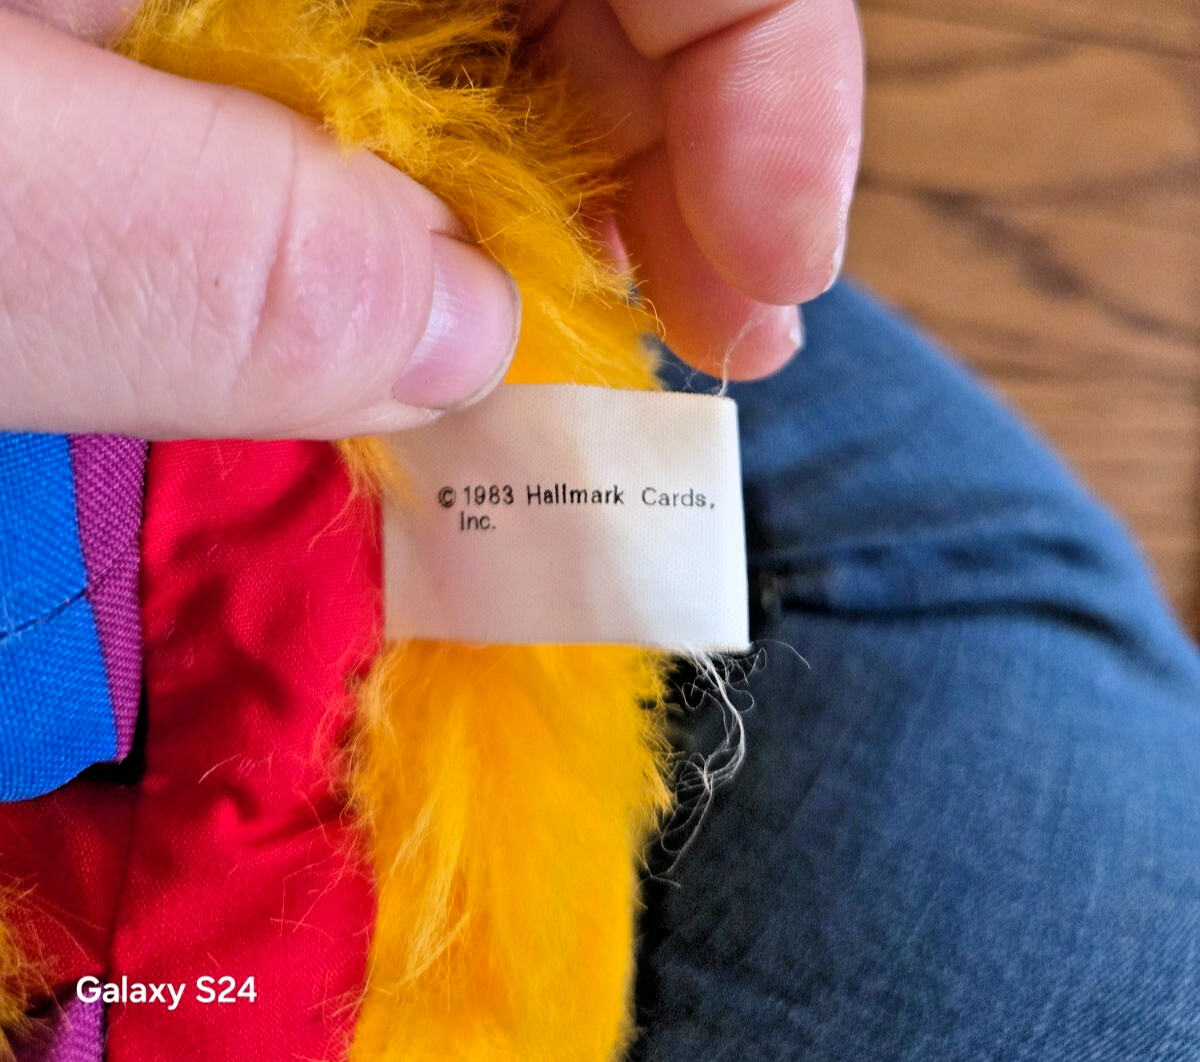 © 1983 Hallmark Cards,
Inc.
Galaxy S24